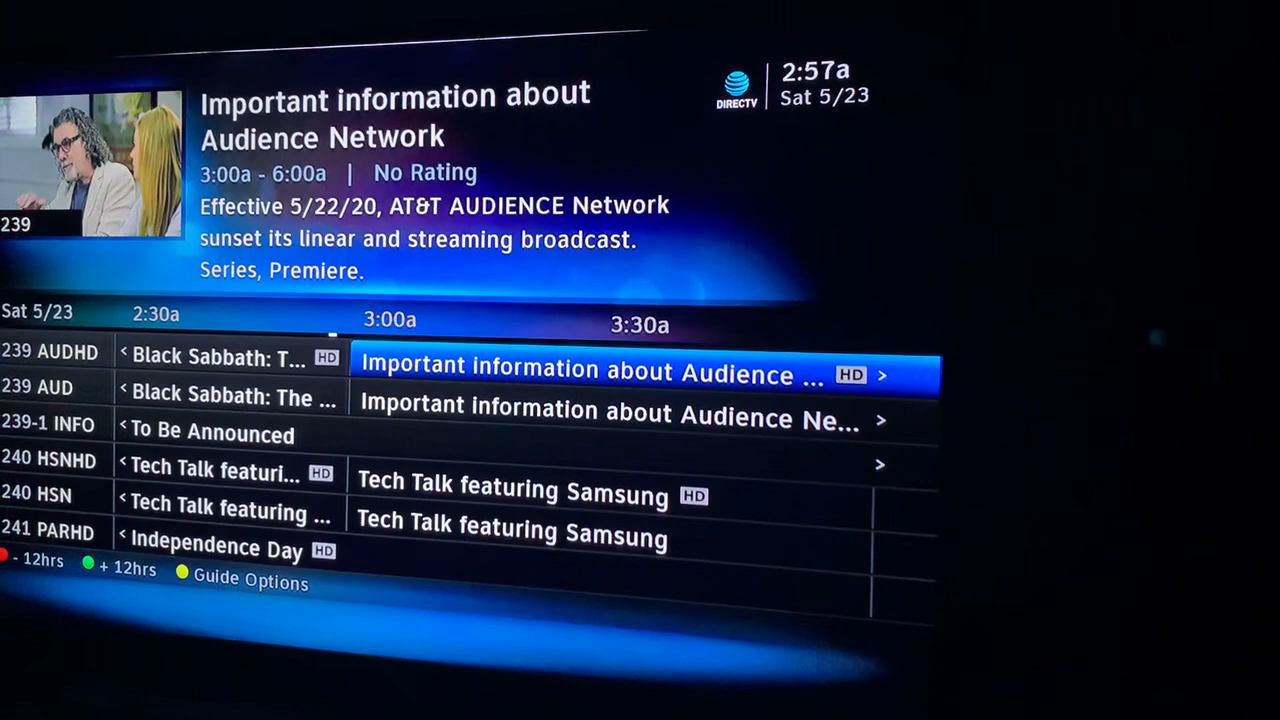 Important information about
Audience Network
3:00a - 6:00a | No Rating
Effective 5/22/20, AT&T AUDIENCE Network
sunset its linear and streaming broadcast.
Series, Premiere.
DIRECTV
2:57a
Sat 5/23
239
Sat 5/23 2:30a 3:00a 3:30a
239 AUDHD < Black Sabbath: T... HD Important information about Audience ... HD >
239 AUD < Black Sabbath: The ... Important information about Audience Ne... >
239-1 INFO < To Be Announced >
240 HSNHD < Tech Talk featuri... HD Tech Talk featuring Samsung HD
240 HSN < Tech Talk featuring ... Tech Talk featuring Samsung
241 PARHD < Independence Day HD
- 12hrs + 12hrs Guide Options